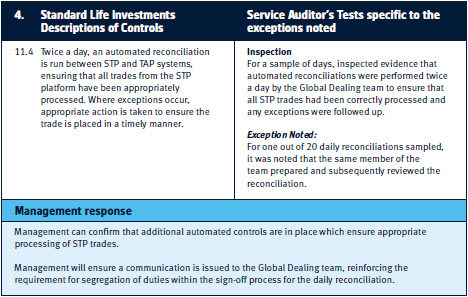 4. Standard Life Investments
Descriptions of Controls
Service Auditor's Tests specific to the
exceptions noted
11.4 Twice a day, an automated reconciliation
is run between STP and TAP systems,
ensuring that all trades from the STP
platform have been appropriately
processed. Where exceptions occur,
appropriate action is taken to ensure the
trade is placed in a timely manner.
Inspection
For a sample of days, inspected evidence that
automated reconciliations were performed twice
a day by the Global Dealing team to ensure that
all STP trades had been correctly processed and
any exceptions were followed up.
Exception Noted:
For one out of 20 daily reconciliations sampled,
it was noted that the same member of the
team prepared and subsequently reviewed the
reconciliation.
Management response
Management can confirm that additional automated controls are in place which ensure appropriate
processing of STP trades.
Management will ensure a communication is issued to the Global Dealing team, reinforcing the
requirement for segregation of duties within the sign-off process for the daily reconciliation.